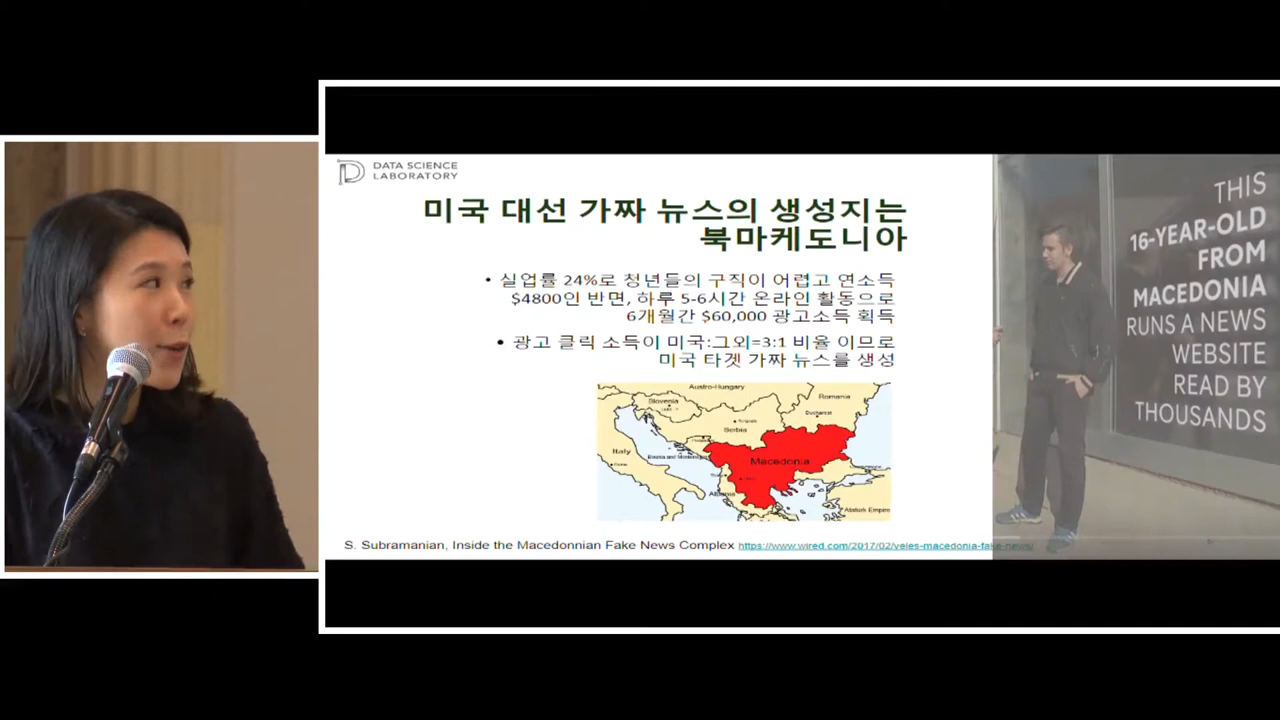 DATA SCIENCE
LABORATORY
미국 대선 가짜 뉴스의 생성지는
북마케도니아
• 실업률 24%로 청년들의 구직이 어렵고 연소득
$4800인 반면, 하루 5-6시간 온라인 활동으로
6개월간 $60,000 광고소득 획득
• 광고 클릭 소득이 미국:그외=3:1 비율 이므로
미국 타겟 가짜 뉴스를 생성
Austro-Hungary
Slovenia
Romania
Bucharest
Serbia
Italy
Macedonia
Albania
Ataturk Empire
S. Subramanian, Inside the Macedonnian Fake News Complex https://www.wired.com/2017/02/veles-macedonia-fake-news/
THIS
16-YEAR-OLD
FROM
MACEDONIA
RUNS A NEWS
WEBSITE
READ BY
THOUSANDS